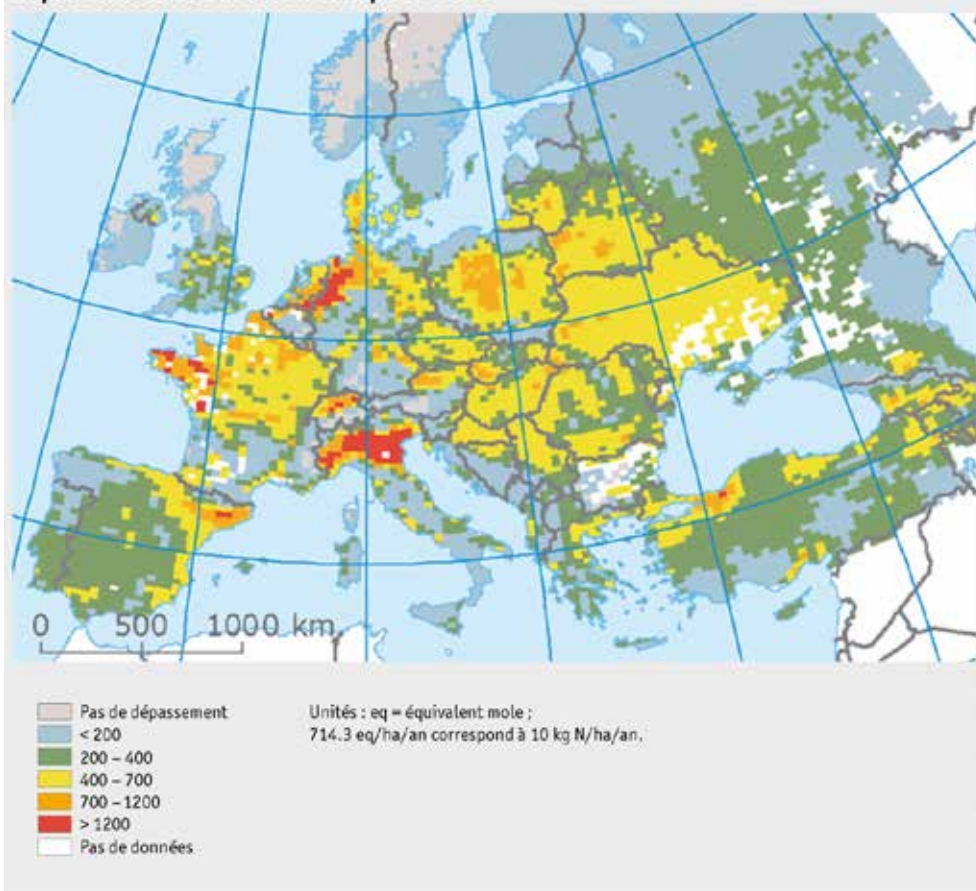 0 500 1000 km
Pas de dépassement
< 200
200 – 400
400 – 700
700 – 1200
> 1200
Pas de données
Unités : eq = équivalent mole ;
714.3 eq/ha/an correspond à 10 kg N/ha/an.